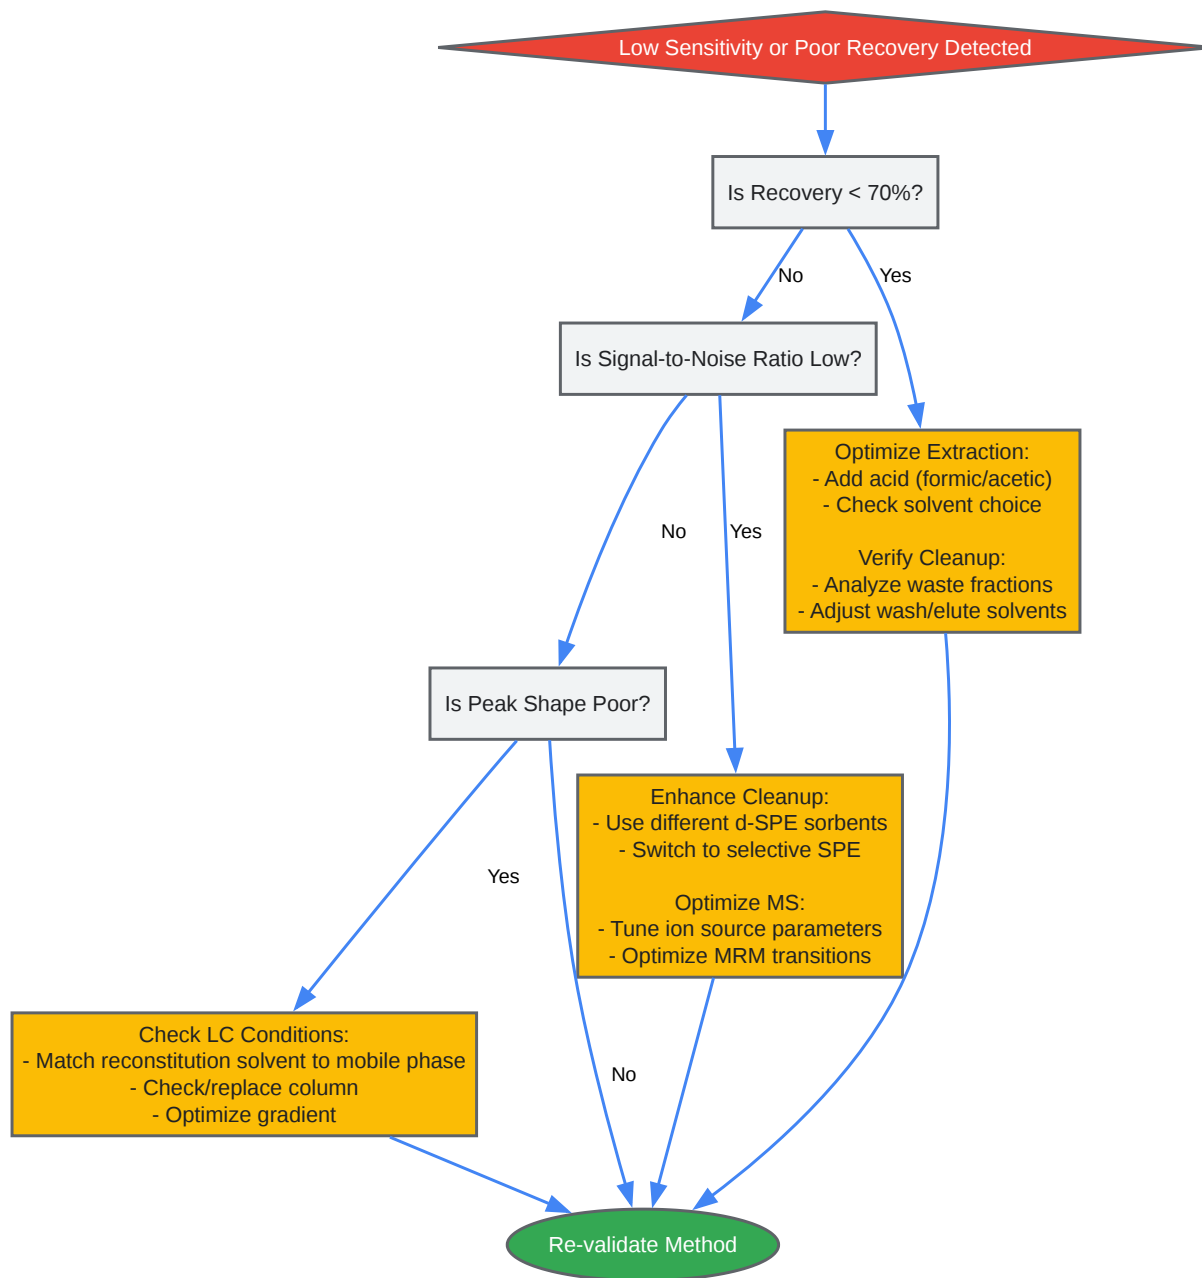 Low Sensitivity or Poor Recovery Detected
Is Recovery < 70%?
No
Yes
Is Signal-to-Noise Ratio Low?
Optimize Extraction:
- Add acid (formic/acetic)
- Check solvent choice
Verify Cleanup:
- Analyze waste fractions
- Adjust wash/elute solvents
No
Yes
Is Peak Shape Poor?
Enhance Cleanup:
- Use different d-SPE sorbents
- Switch to selective SPE
Optimize MS:
- Tune ion source parameters
- Optimize MRM transitions
Yes
No
Check LC Conditions:
- Match reconstitution solvent to mobile phase
- Check/replace column
- Optimize gradient
Re-validate Method